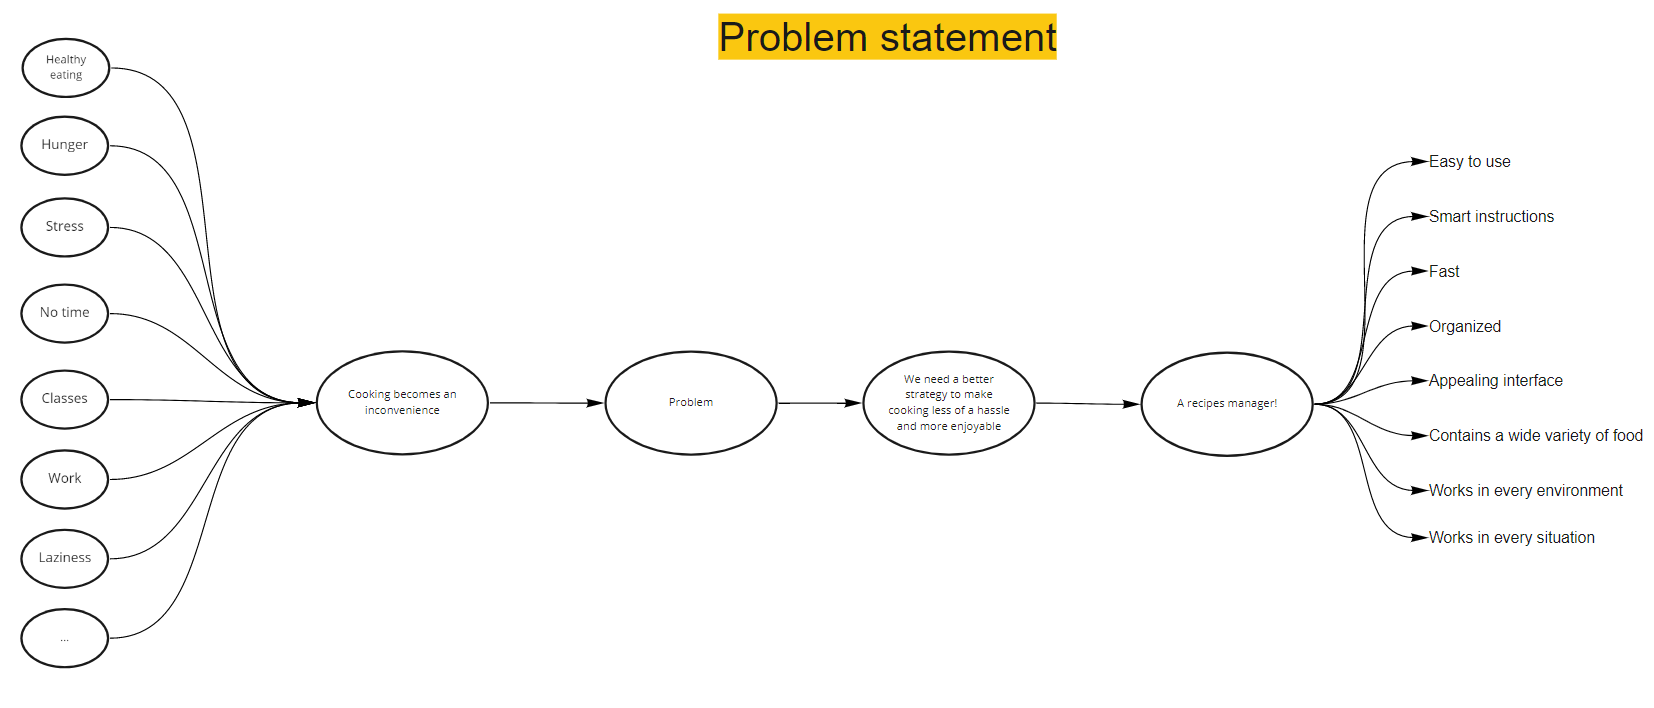 Problem statement
Healthy
eating
Hunger
Stress
No time
Classes
Work
Laziness
...
Cooking becomes an
inconvenience
Problem
We need a better
strategy to make
cooking less of a hassle
and more enjoyable
A recipes manager!
Easy to use
Smart instructions
Fast
Organized
Appealing interface
Contains a wide variety of food
Works in every environment
Works in every situation